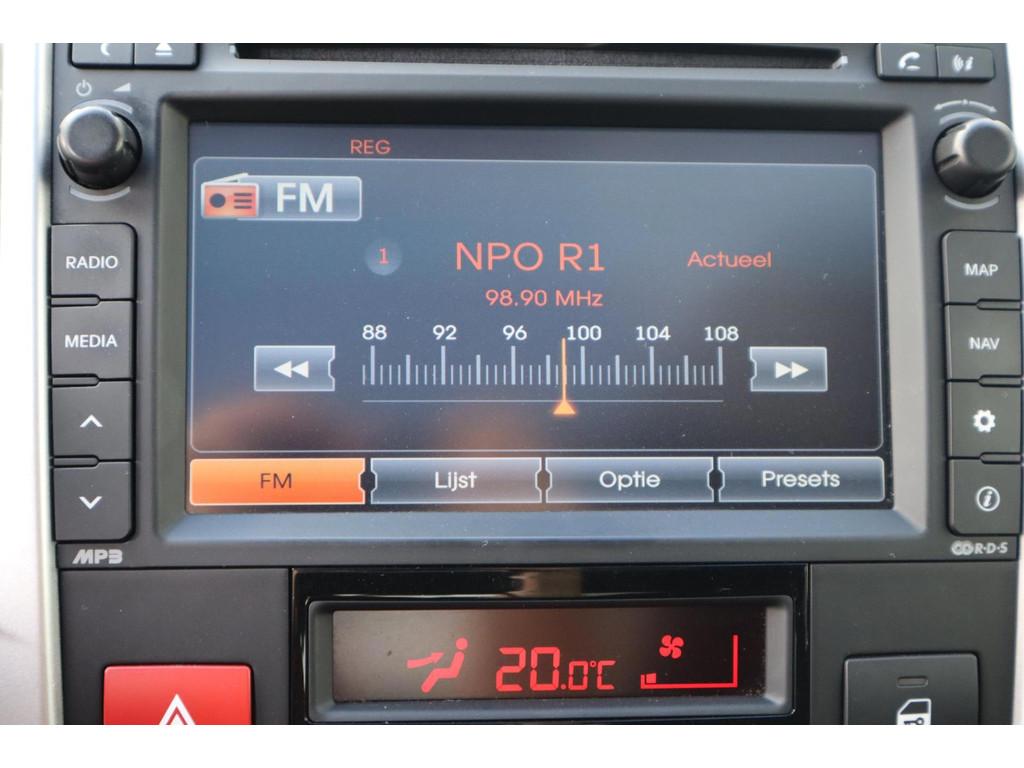 REG
FM
1 NPO R1 Actueel
98.90 MHz
88 92 96 100 104 108
RADIO
MEDIA
MAP
NAV
FM Lijst Optie Presets
MP3
R·D·S
20.0°C